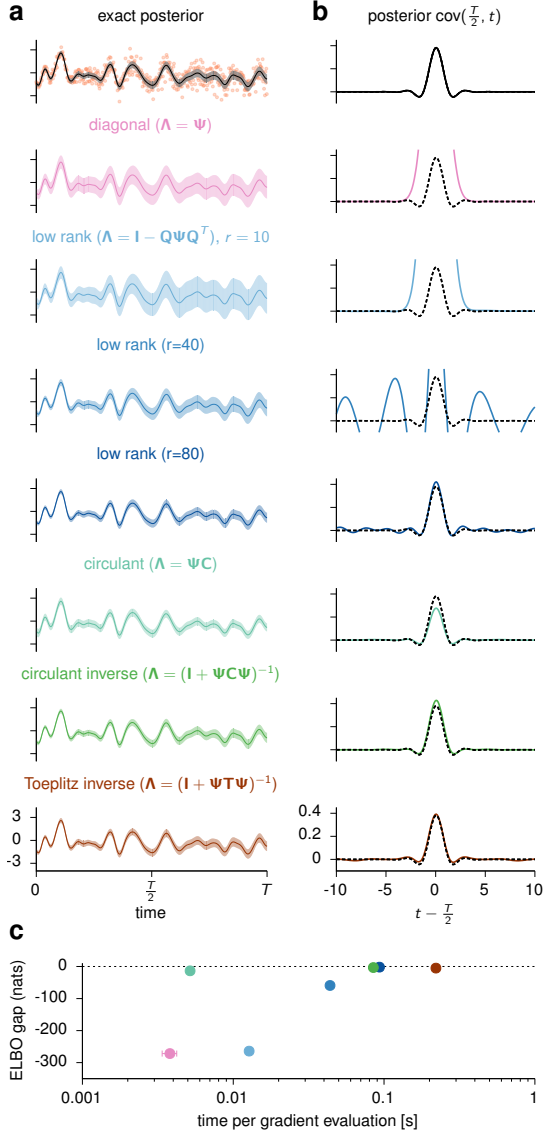 a
exact posterior
b
posterior cov(T/2, t)
diagonal (Λ = Ψ)
low rank (Λ = I − QΨQ^T), r = 10
low rank (r=40)
low rank (r=80)
circulant (Λ = ΨC)
circulant inverse (Λ = (I + ΨCΨ)^−1)
Toeplitz inverse (Λ = (I + ΨTΨ)^−1)
3
0
-3
0
T/2
T
time
0.4
0.2
0
-10
-5
0
5
10
t − T/2
c
ELBO gap (nats)
0
-100
-200
-300
0.001
0.01
0.1
1
time per gradient evaluation [s]